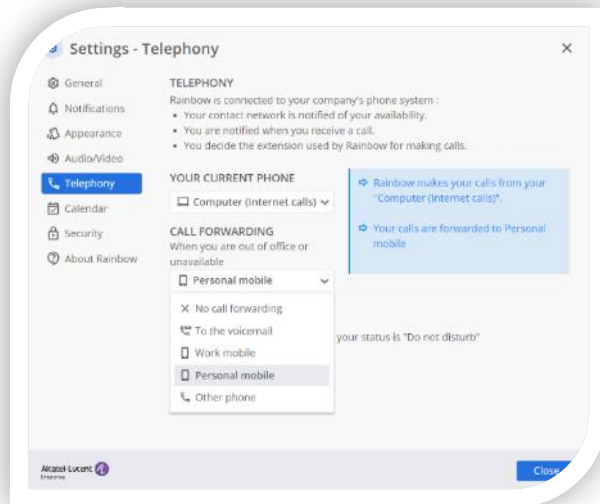 Settings - Telephony
General
Notifications
Appearance
Audio/Video
Telephony
Calendar
Security
About Rainbow
TELEPHONY
Rainbow is connected to your company's phone system :
• Your contact network is notified of your availability.
• You are notified when you receive a call.
• You decide the extension used by Rainbow for making calls.
YOUR CURRENT PHONE
Computer (Internet calls)
CALL FORWARDING
When you are out of office or
unavailable
Personal mobile
No call forwarding
To the voicemail
Work mobile
Personal mobile
Other phone
Rainbow makes your calls from your
"Computer (Internet calls)".
Your calls are forwarded to Personal
mobile
your status is "Do not disturb"
Alcatel·Lucent
Enterprise
Close